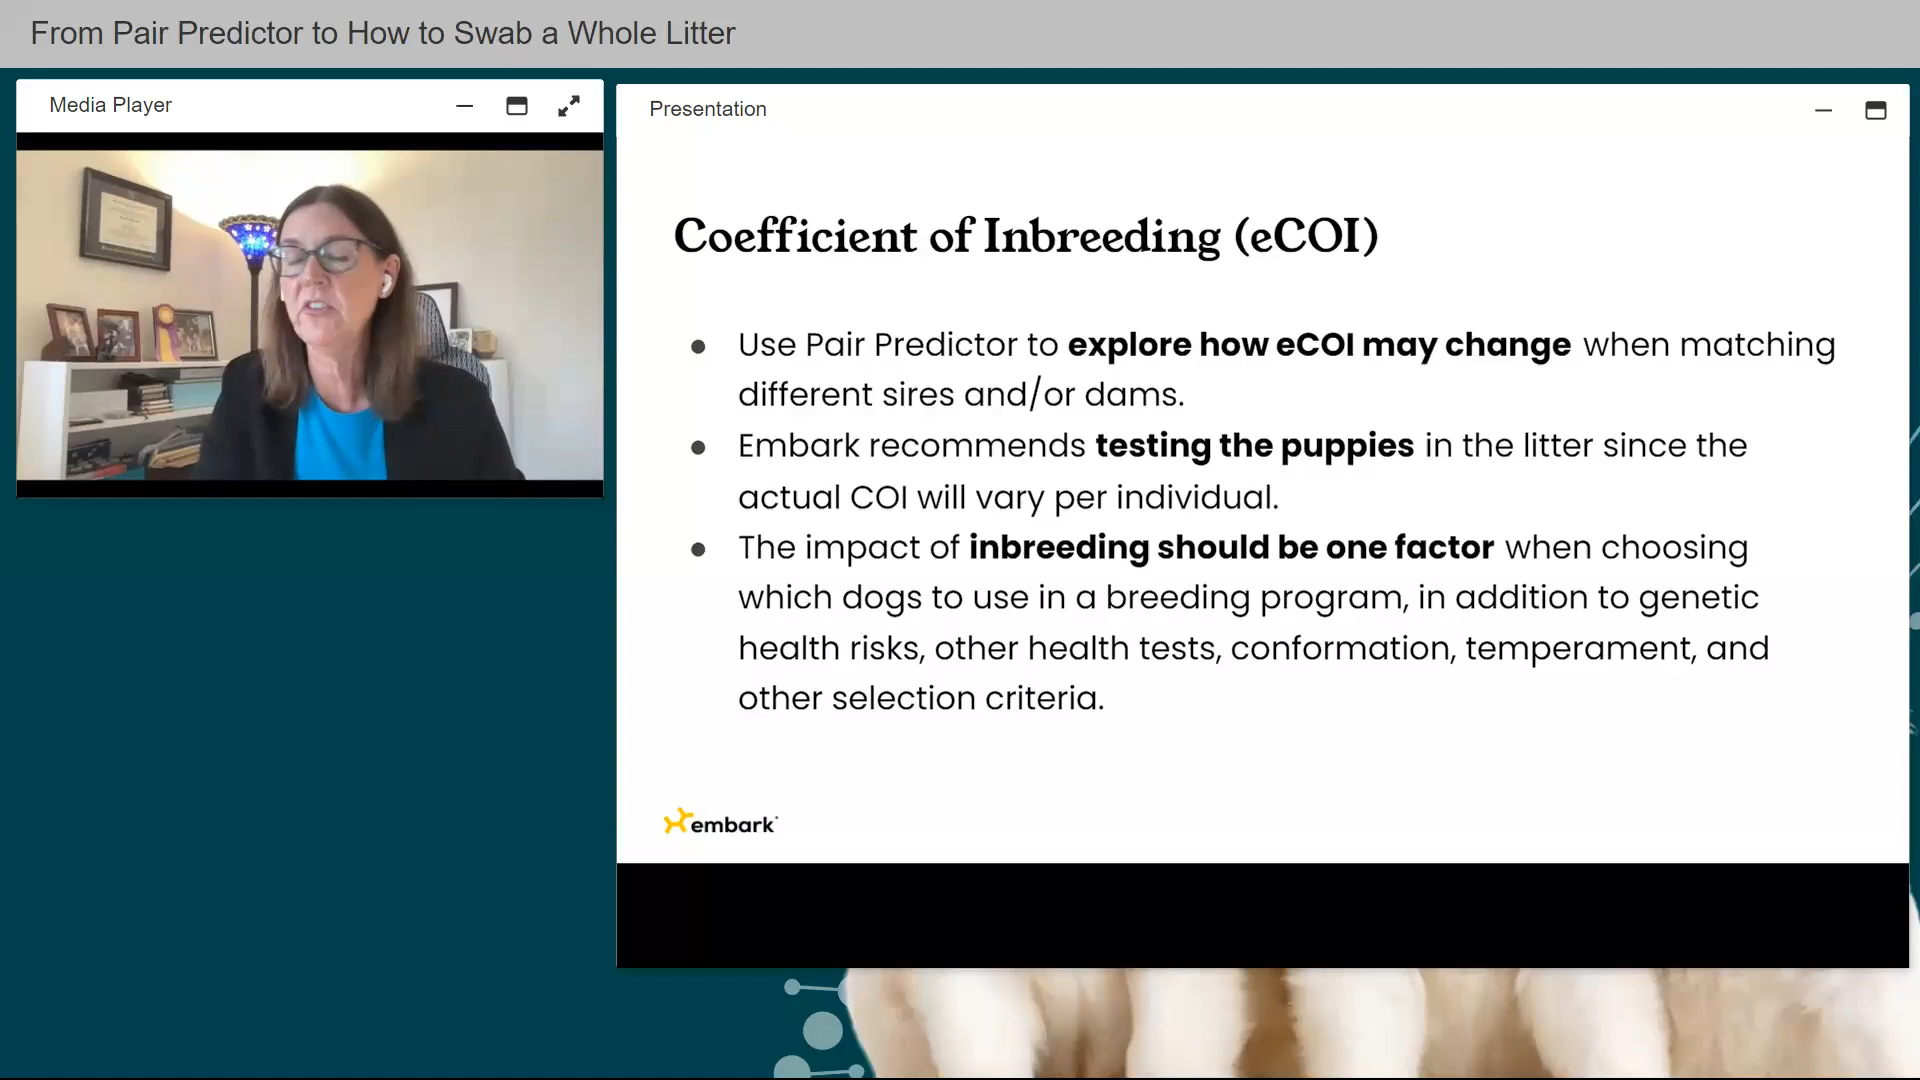 From Pair Predictor to How to Swab a Whole Litter
Media Player
Presentation
Coefficient of Inbreeding (eCOI)
● Use Pair Predictor to explore how eCOI may change when matching
different sires and/or dams.
● Embark recommends testing the puppies in the litter since the
actual COI will vary per individual.
● The impact of inbreeding should be one factor when choosing
which dogs to use in a breeding program, in addition to genetic
health risks, other health tests, conformation, temperament, and
other selection criteria.
embark